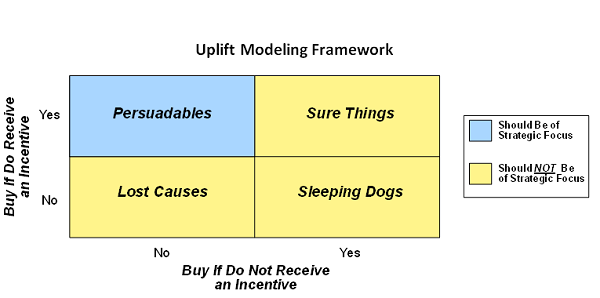 Uplift Modeling Framework
Buy If Do Receive
an Incentive
Yes
Persuadables
Sure Things
No
Lost Causes
Sleeping Dogs
No
Yes
Buy If Do Not Receive
an Incentive
Should Be of
Strategic Focus
Should NOT Be
of Strategic Focus